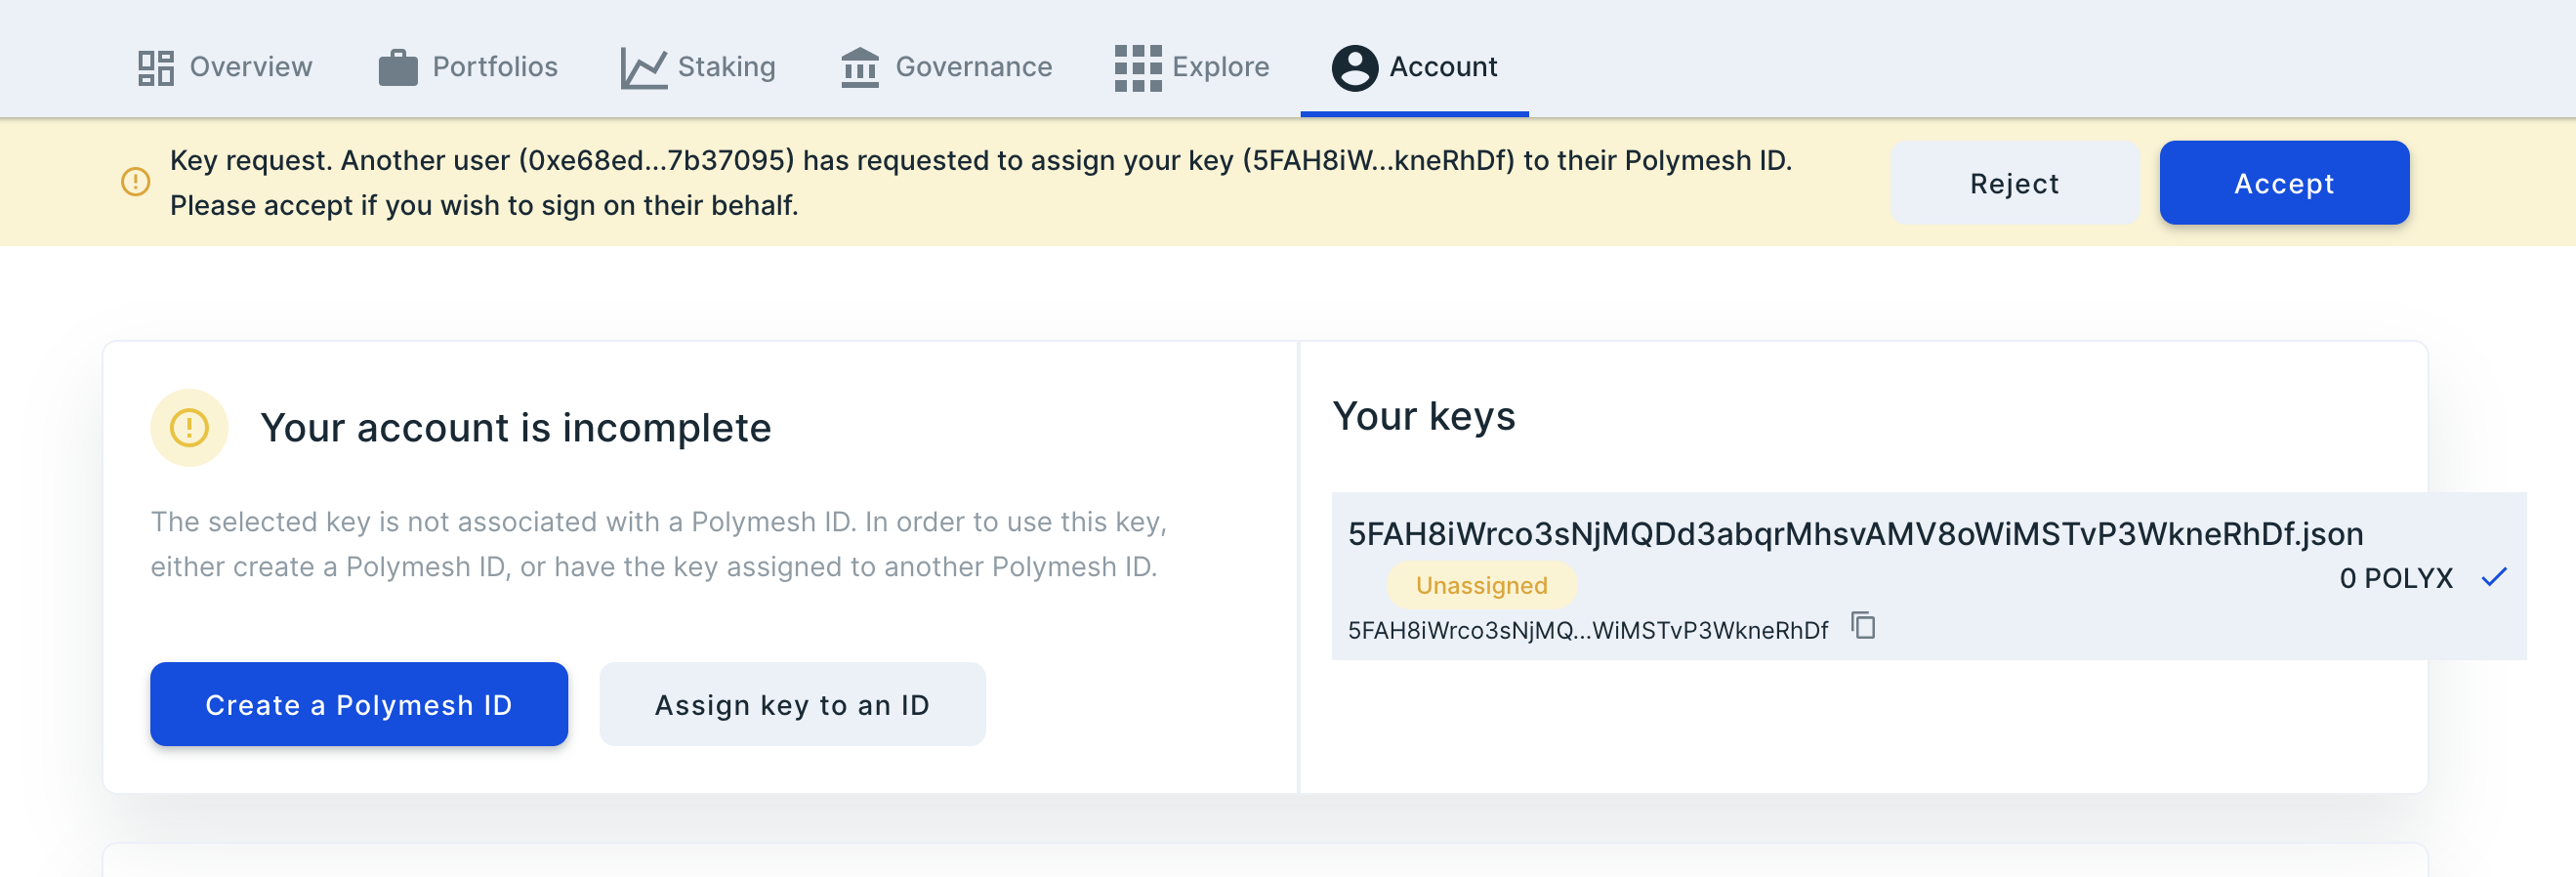 Overview
Portfolios
Staking
Governance
Explore
Account
Key request. Another user (0xe68ed...7b37095) has requested to assign your key (5FAH8iW...kneRhDf) to their Polymesh ID.
Please accept if you wish to sign on their behalf.
Reject
Accept
Your account is incomplete
The selected key is not associated with a Polymesh ID. In order to use this key,
either create a Polymesh ID, or have the key assigned to another Polymesh ID.
Create a Polymesh ID
Assign key to an ID
Your keys
5FAH8iWrco3sNjMQDd3abqrMhsvAMV8oWiMSTvP3WkneRhDf.json
Unassigned
0 POLYX
5FAH8iWrco3sNjMQ...WiMSTvP3WkneRhDf